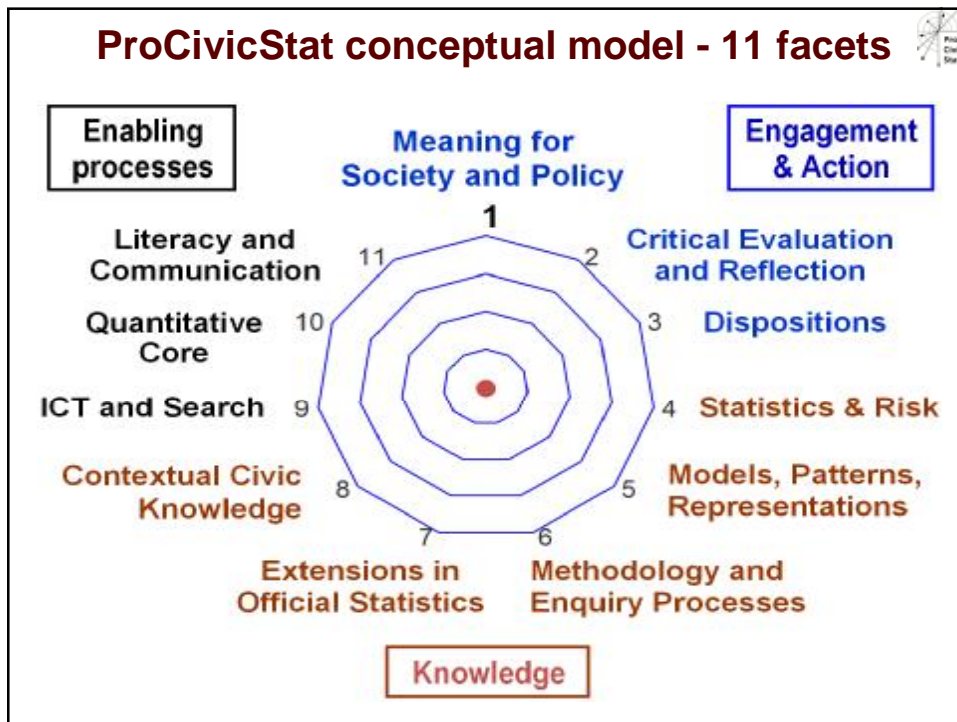 ProCivicStat conceptual model - 11 facets
Enabling
processes
Meaning for
Society and Policy
Engagement
& Action
1
Literacy and
Communication
11
2
Critical Evaluation
and Reflection
Quantitative
Core
10
3
Dispositions
ICT and Search
9
4
Statistics & Risk
Contextual Civic
Knowledge
8
5
Models, Patterns,
Representations
7
6
Extensions in
Official Statistics
Methodology and
Enquiry Processes
Knowledge